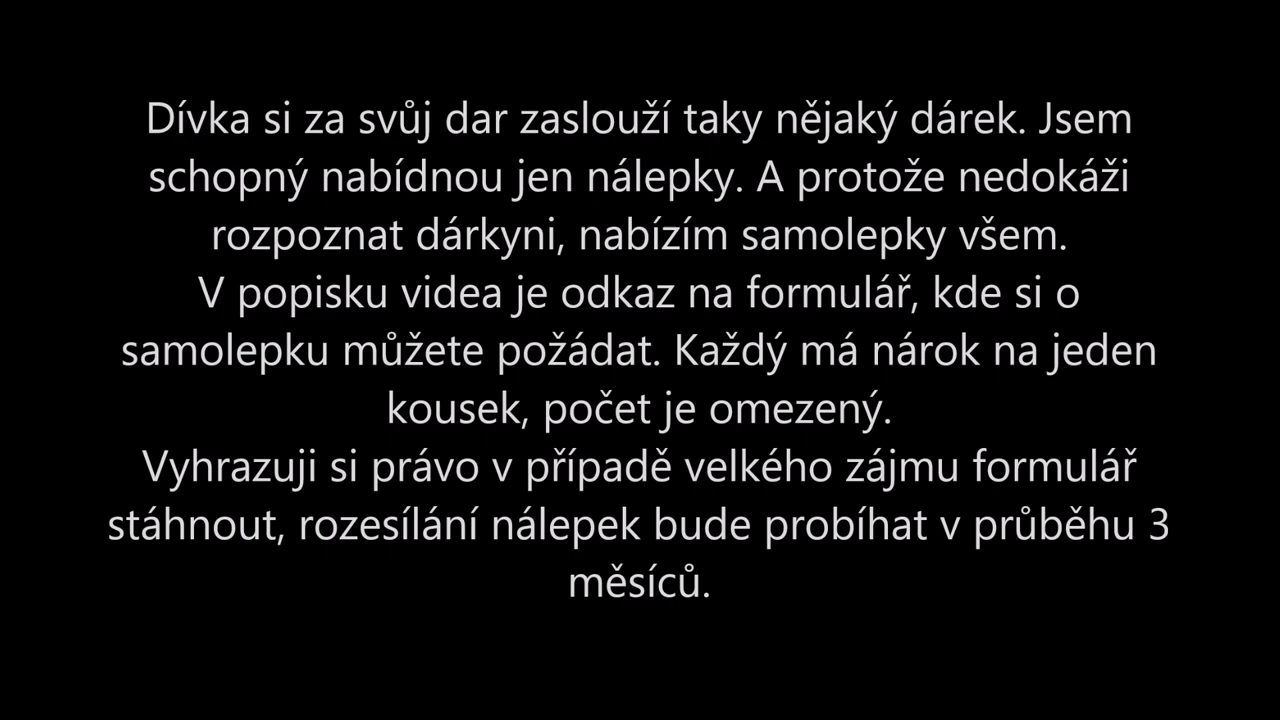 Dívka si za svůj dar zaslouží taky nějaký dárek. Jsem
schopný nabídnou jen nálepky. A protože nedokáži
rozpoznat dárkyni, nabízím samolepky všem.
V popisku videa je odkaz na formulář, kde si o
samolepku můžete požádat. Každý má nárok na jeden
kousek, počet je omezený.
Vyhrazuji si právo v případě velkého zájmu formulář
stáhnout, rozesílání nálepek bude probíhat v průběhu 3
měsíců.